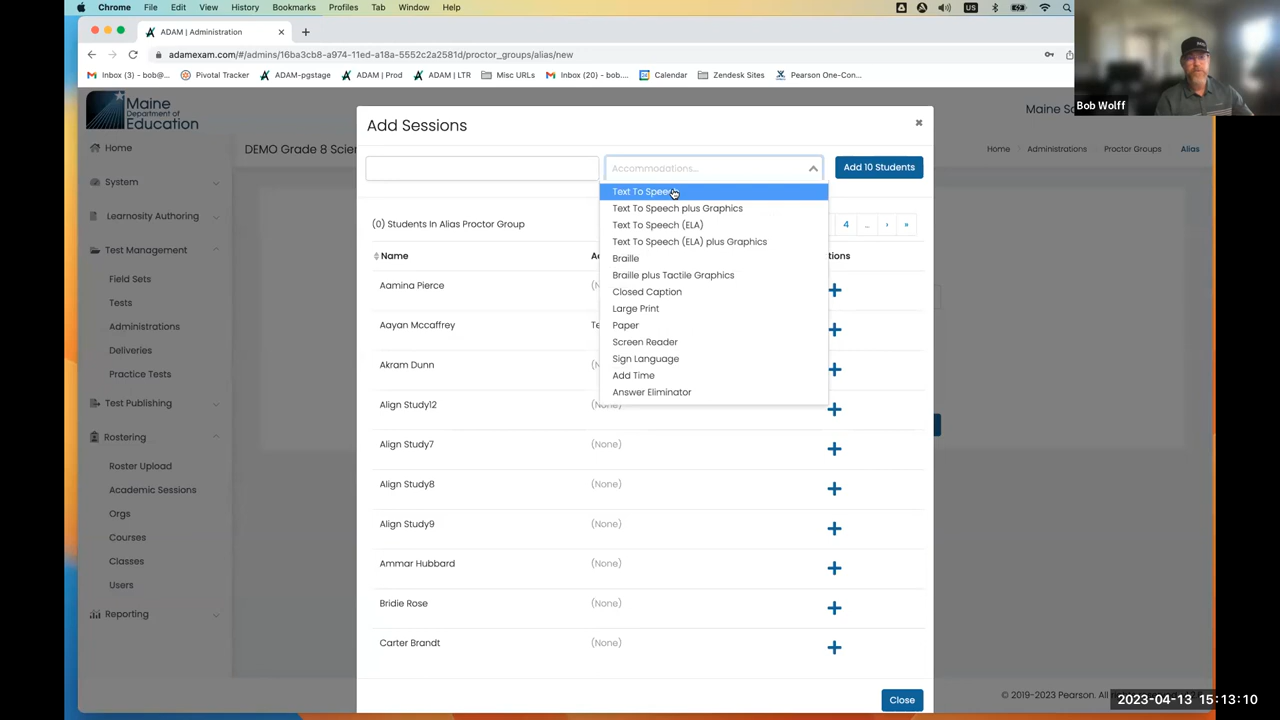 Chrome File Edit View History Bookmarks Profiles Tab Window Help
US
ADAM | Administration
adamexam.com/#/admins/16ba3cb8-a974-11ed-a18a-5552c2a2581d/proctor_groups/alias/new
Inbox (3) - bob@... Pivotal Tracker ADAM-pgstage ADAM | Prod ADAM | LTR Misc URLs Inbox (20) - bob.... Calendar Zendesk Sites Pearson One-Con...
Bob Wolff
Maine
Department of
Education
Maine Sc
Home
System
Learnosity Authoring
Test Management
Field Sets
Tests
Administrations
Deliveries
Practice Tests
Test Publishing
Rostering
Roster Upload
Academic Sessions
Orgs
Courses
Classes
Users
Reporting
DEMO Grade 8 Scien
Home Administrations Proctor Groups Alias
Add Sessions
Accommodations...
Add 10 Students
Text To Speech
Text To Speech plus Graphics
Text To Speech (ELA)
Text To Speech (ELA) plus Graphics
Braille
Braille plus Tactile Graphics
Closed Caption
Large Print
Paper
Screen Reader
Sign Language
Add Time
Answer Eliminator
(0) Students In Alias Proctor Group
4 ... › »
Name Ac tions
Aamina Pierce (N
Aayan Mccaffrey Te
Akram Dunn (N
Align Study12 (None)
Align Study7 (None)
Align Study8 (None)
Align Study9 (None)
Ammar Hubbard (None)
Bridie Rose (None)
Carter Brandt (None)
Close
© 2019-2023 Pearson. All
2023-04-13 15:13:10